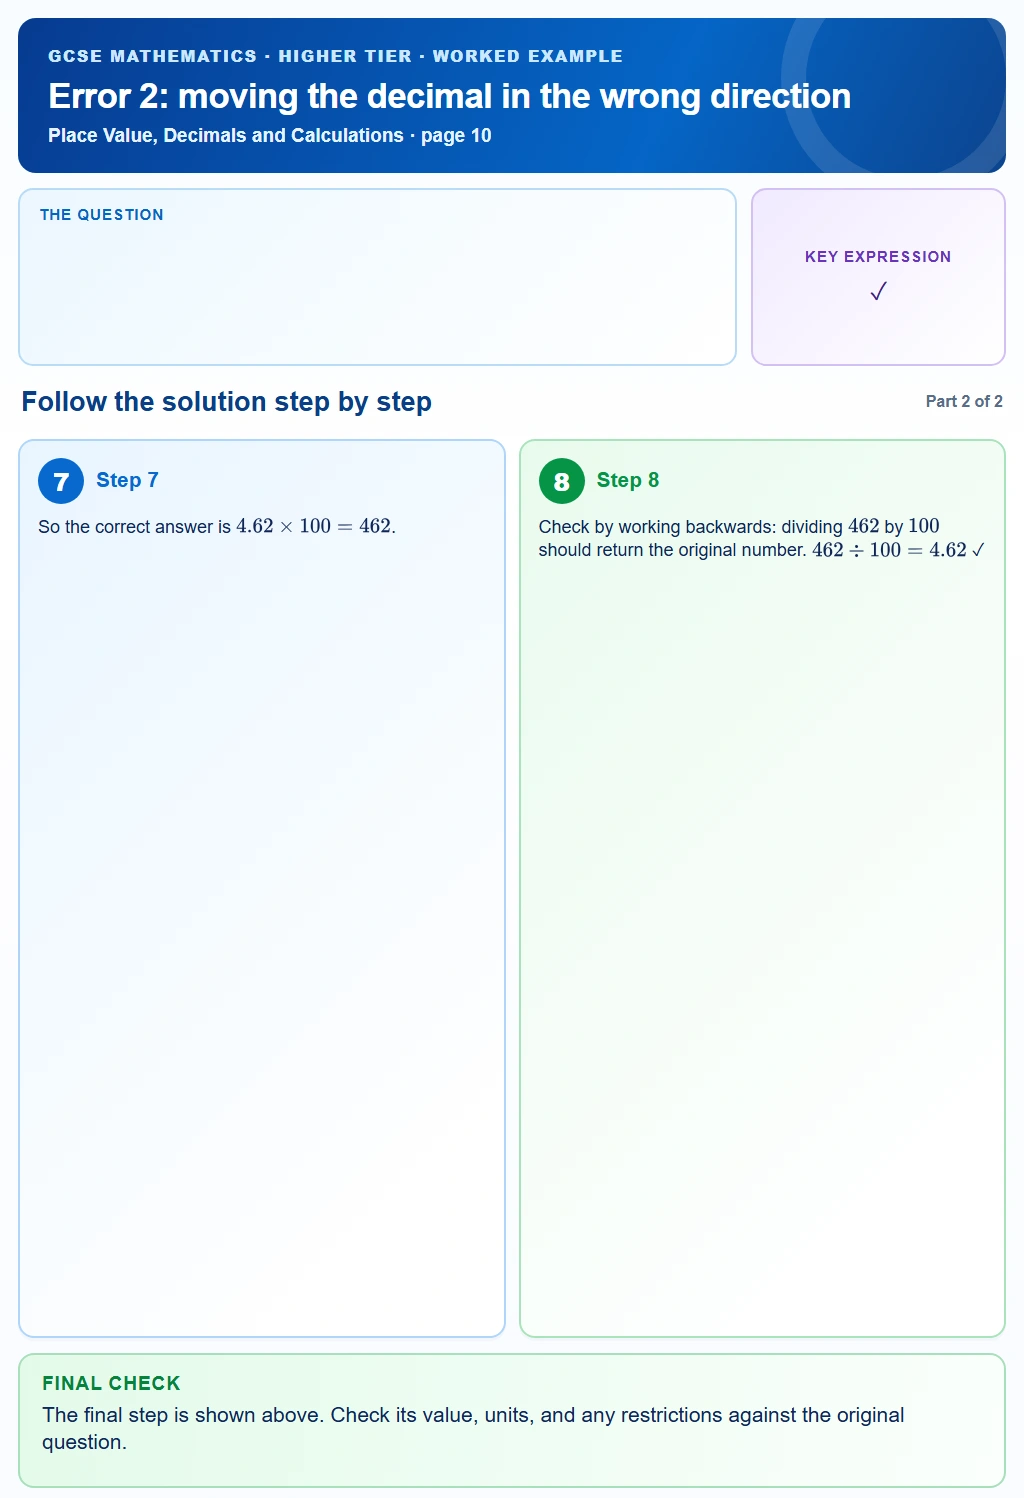 GCSE MATHEMATICS · HIGHER TIER · WORKED EXAMPLE
Error 2: moving the decimal in the wrong direction
Place Value, Decimals and Calculations · page 10
THE QUESTION
KEY EXPRESSION
✓
Follow the solution step by step
Part 2 of 2
7 Step 7
So the correct answer is 4.62 × 100 = 462.
8 Step 8
Check by working backwards: dividing 462 by 100
should return the original number. 462 ÷ 100 = 4.62 ✓
FINAL CHECK
The final step is shown above. Check its value, units, and any restrictions against the original
question.